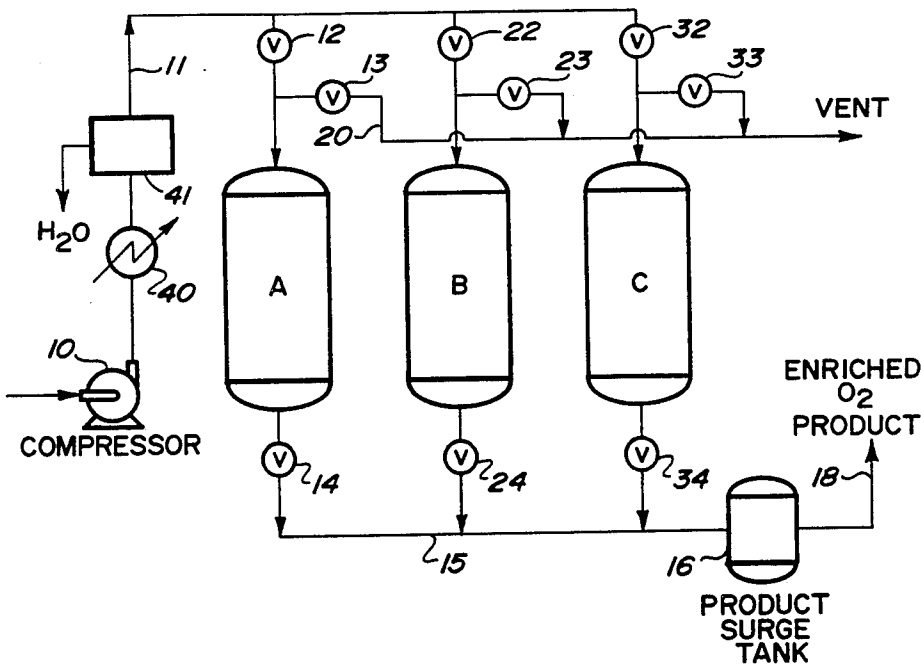 12
22
32
11
V
V
V
13
23
33
V
V
V
VENT
20
41
H2O
40
A
B
C
10
COMPRESSOR
ENRICHED
O2
PRODUCT
V
V
V
14
24
34
18
15
16
PRODUCT
SURGE
TANK